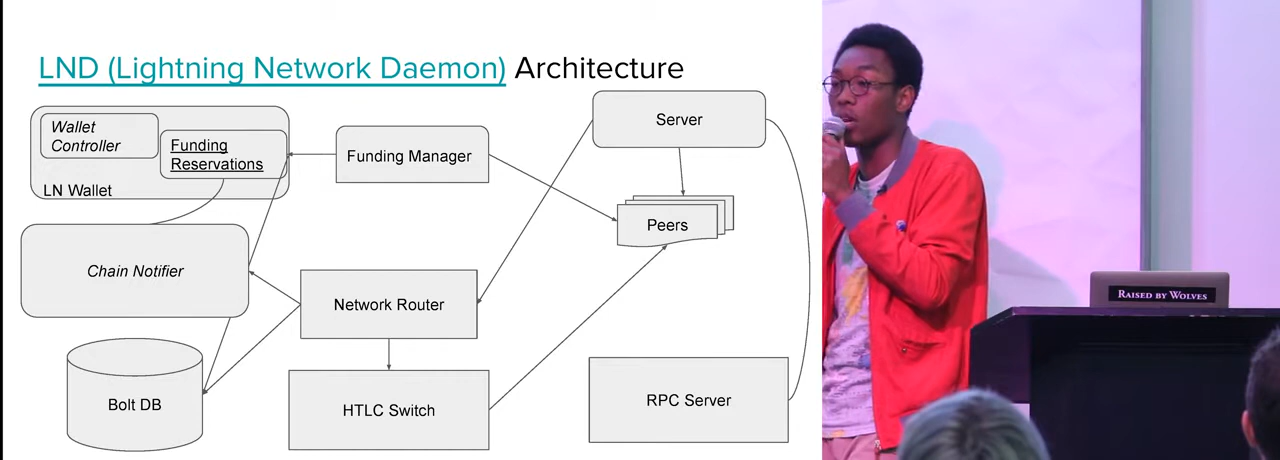 LND (Lightning Network Daemon) Architecture
Wallet
Controller
Funding
Reservations
LN Wallet
Funding Manager
Server
Peers
Chain Notifier
Network Router
Bolt DB
HTLC Switch
RPC Server
RAISED BY WOLVES